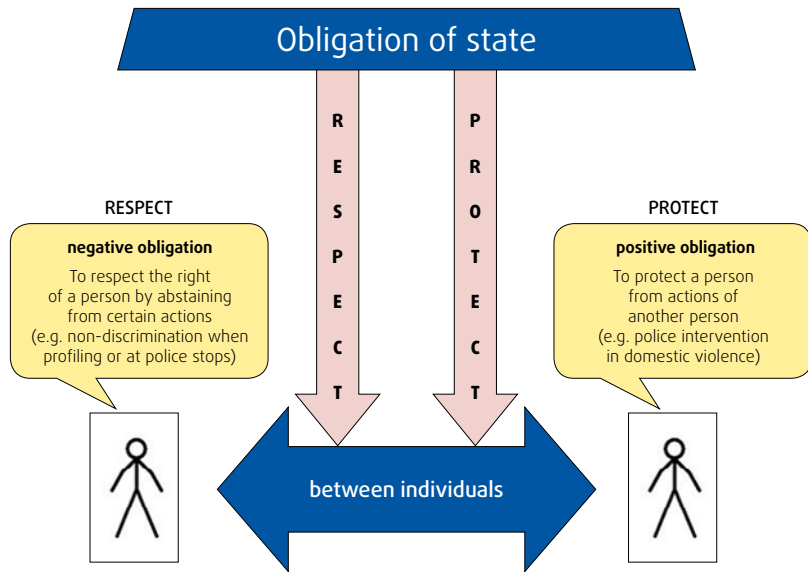 Obligation of state
RESPECT
PROTECT
RESPECT
negative obligation
To respect the right
of a person by abstaining
from certain actions
(e.g. non-discrimination when
profiling or at police stops)
PROTECT
positive obligation
To protect a person
from actions of
another person
(e.g. police intervention
in domestic violence)
between individuals